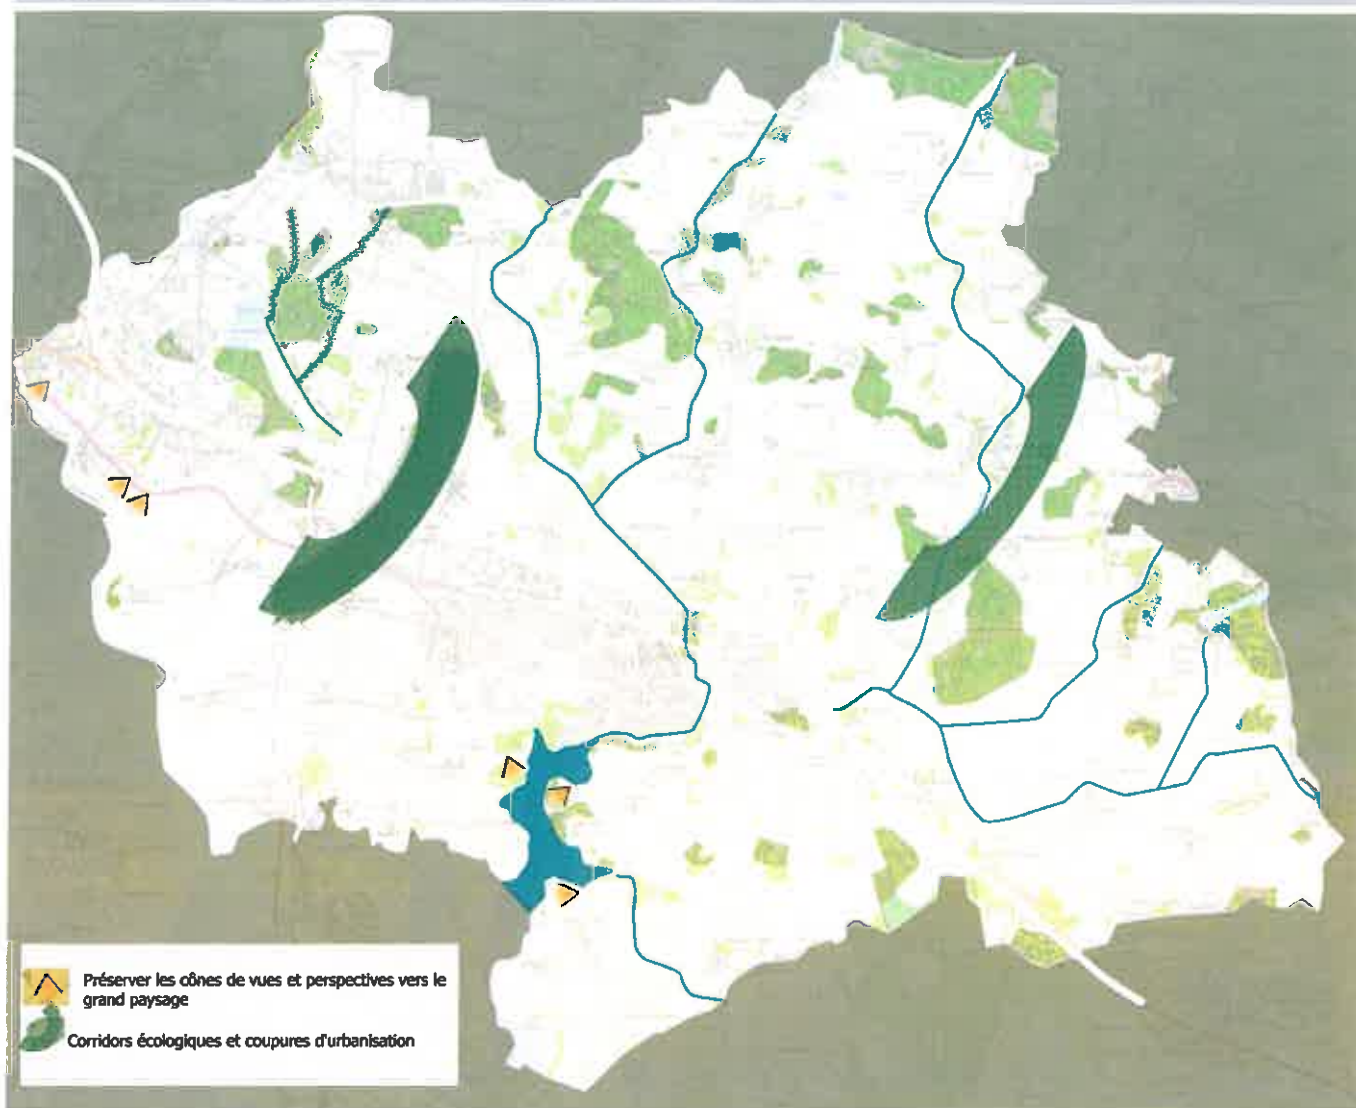 Préserver les cônes de vues et perspectives vers le
grand paysage
Corridors écologiques et coupures d'urbanisation